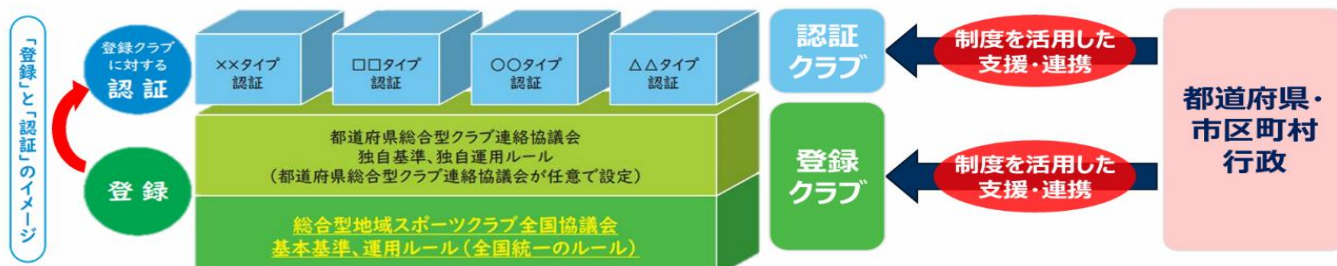 「登録」と「認証」のイメージ
登録クラブ
に対する
認証
登録
××タイプ
認証
□□タイプ
認証
○○タイプ
認証
△△タイプ
認証
都道府県総合型クラブ連絡協議会
独自基準、独自運用ルール
(都道府県総合型クラブ連絡協議会が任意で設定)
総合型地域スポーツクラブ全国協議会
基本基準、運用ルール(全国統一のルール)
認証
クラブ
登録
クラブ
制度を活用した
支援・連携
制度を活用した
支援・連携
都道府県・
市区町村
行政